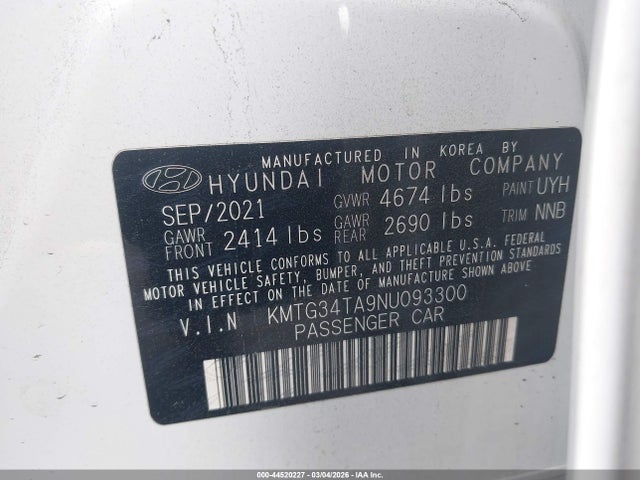 MANUFACTURED IN KOREA BY
HYUNDAI MOTOR COMPANY
SEP/2021 GVWR 4674 lbs PAINT UYH
GAWR FRONT 2414 lbs GAWR REAR 2690 lbs TRIM NNB
THIS VEHICLE CONFORMS TO ALL APPLICABLE U.S.A. FEDERAL
MOTOR VEHICLE SAFETY, BUMPER, AND THEFT PREVENTION STANDARDS
IN EFFECT ON THE DATE OF MANUFACTURE SHOWN ABOVE.
V.I.N KMTG34TA9NU093300
PASSENGER CAR
000-44520227 - 03/04/2026 - IAAI, Inc.